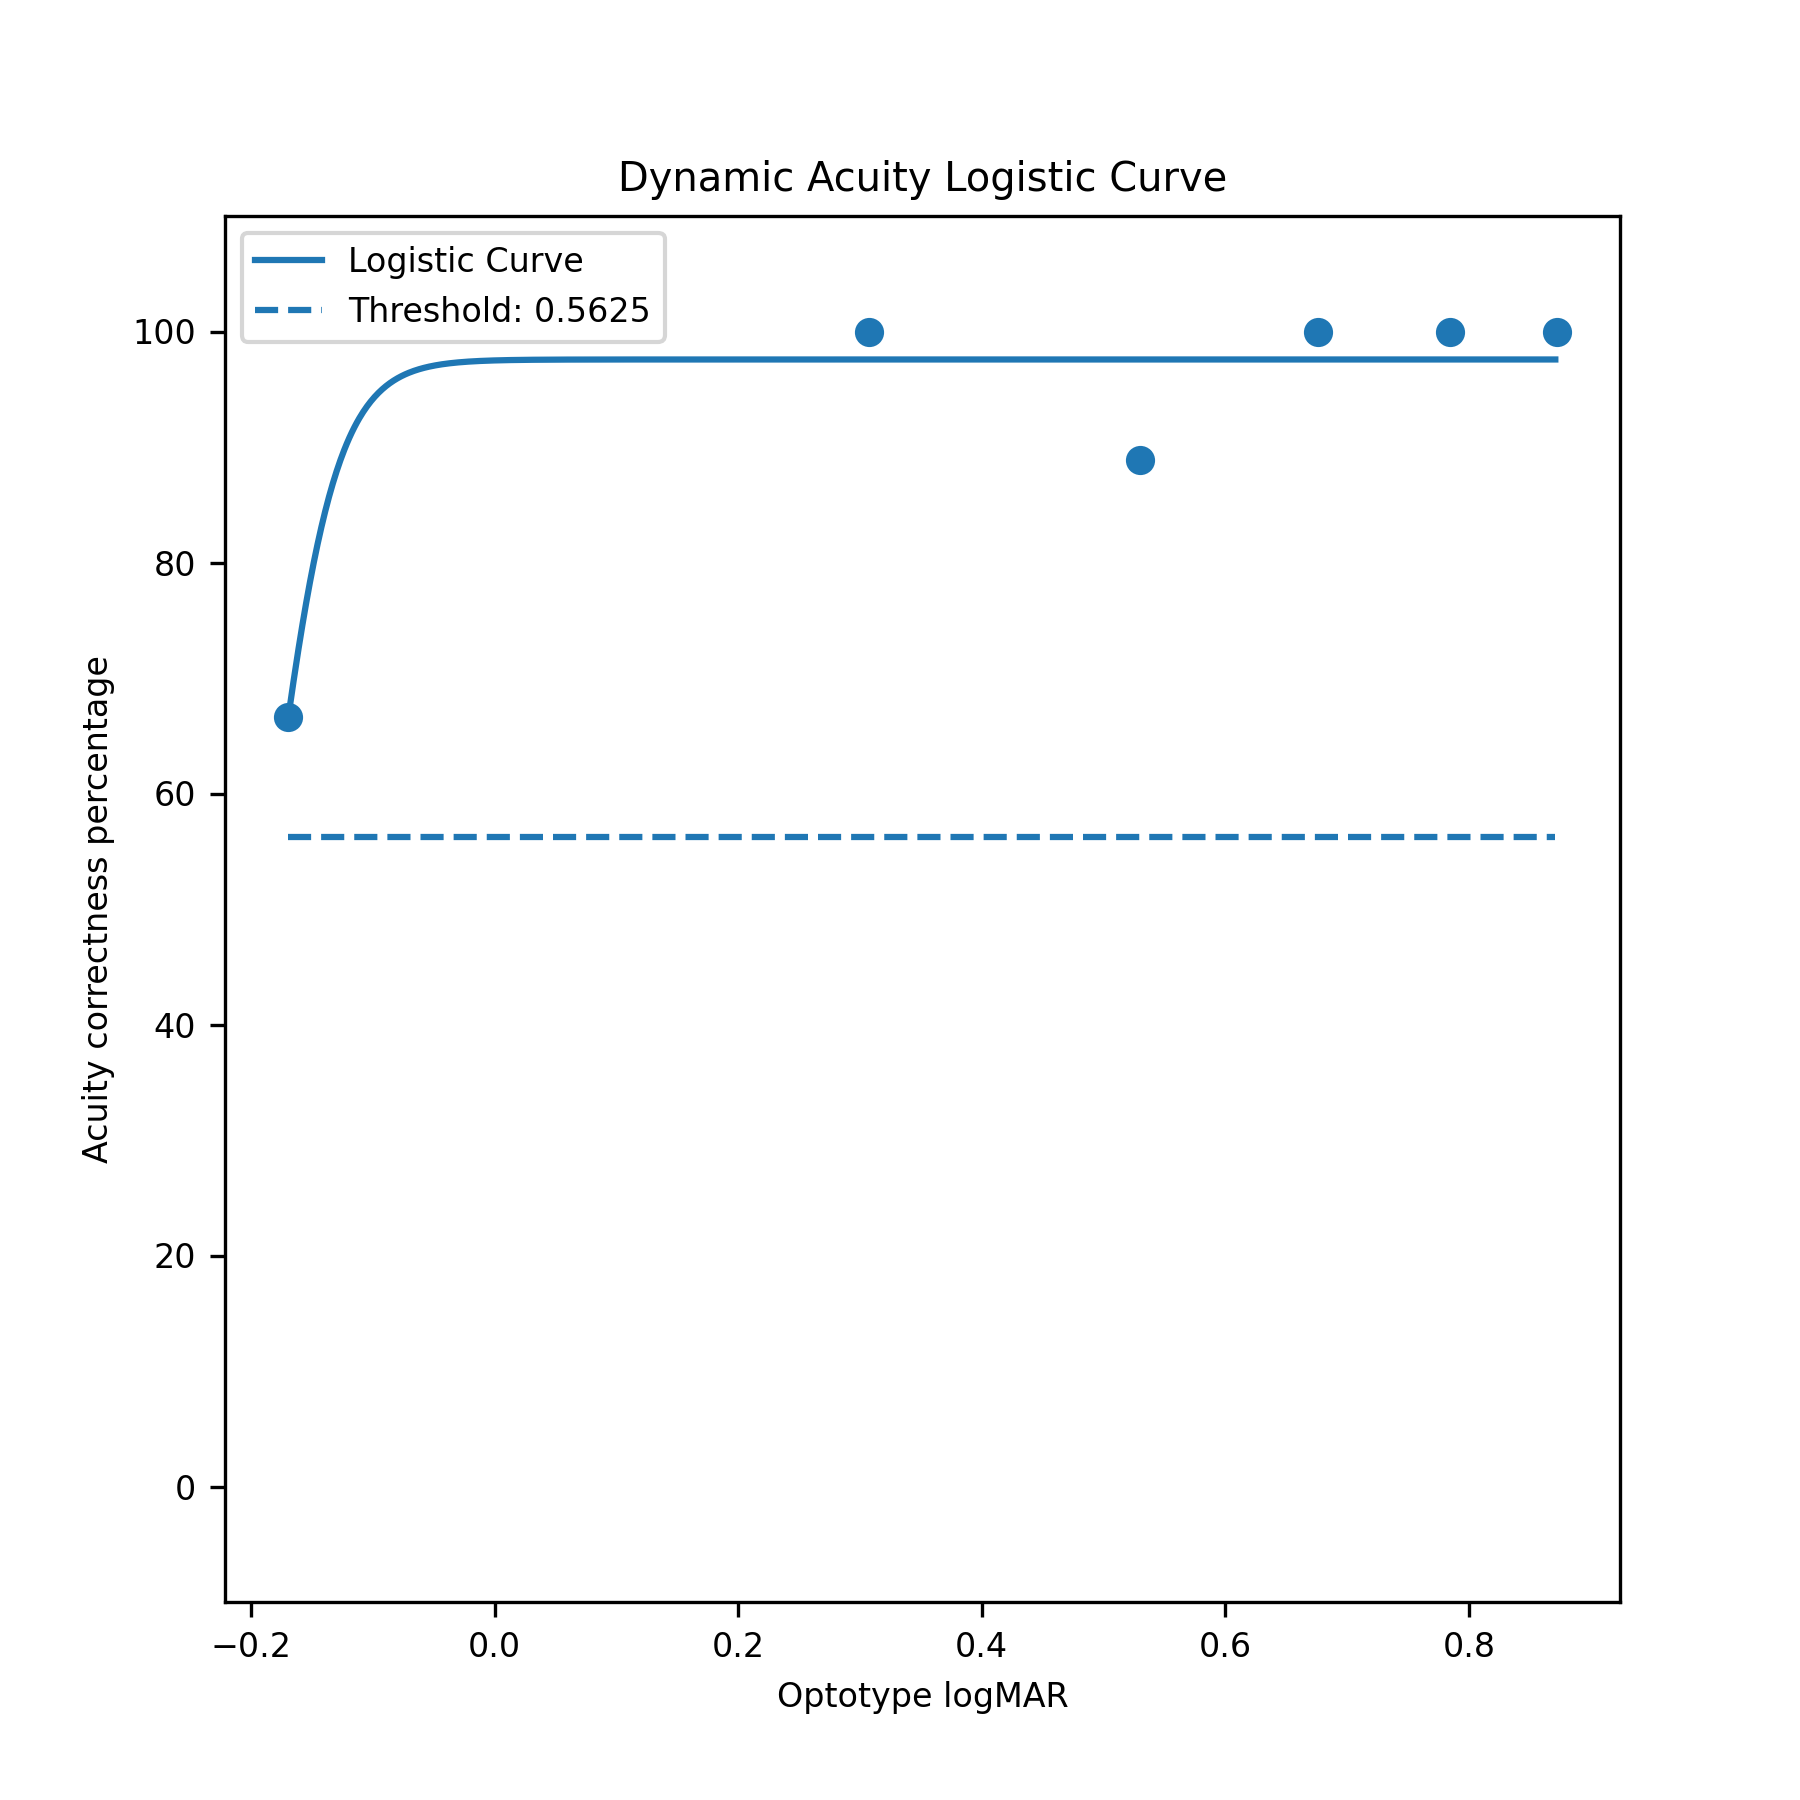 Dynamic Acuity Logistic Curve
Logistic Curve
Threshold: 0.5625
100
80
60
40
20
0
Acuity correctness percentage
−0.2 0.0 0.2 0.4 0.6 0.8
Optotype logMAR